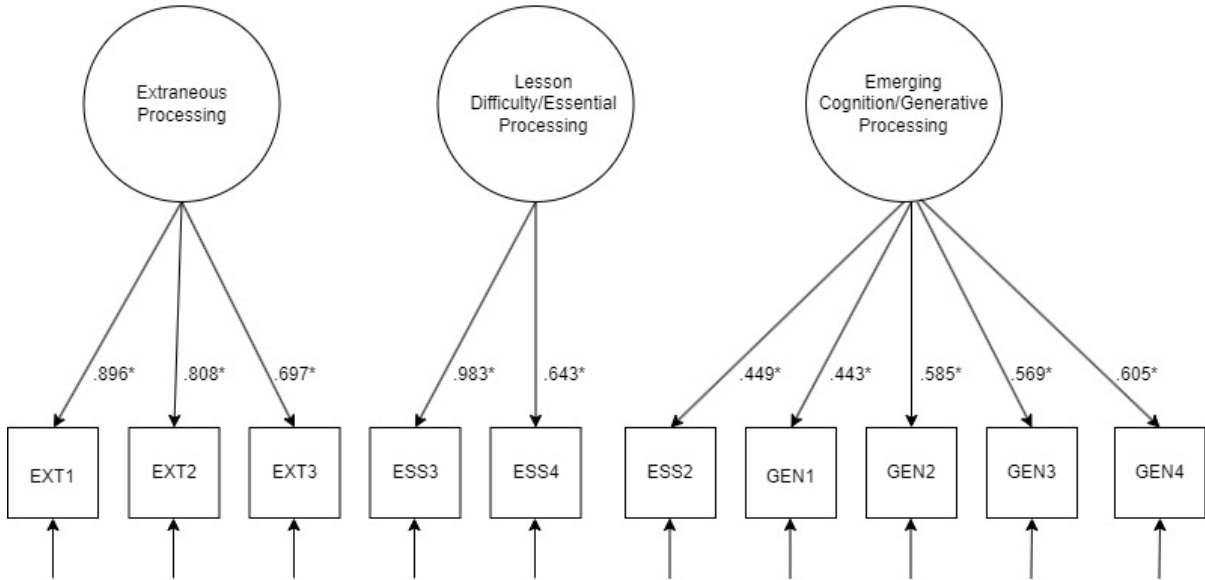 Extraneous
Processing
Lesson
Difficulty/Essential
Processing
Emerging
Cognition/Generative
Processing
.896* .808* .697* .983* .643* .449* .443* .585* .569* .605*
EXT1 EXT2 EXT3 ESS3 ESS4 ESS2 GEN1 GEN2 GEN3 GEN4